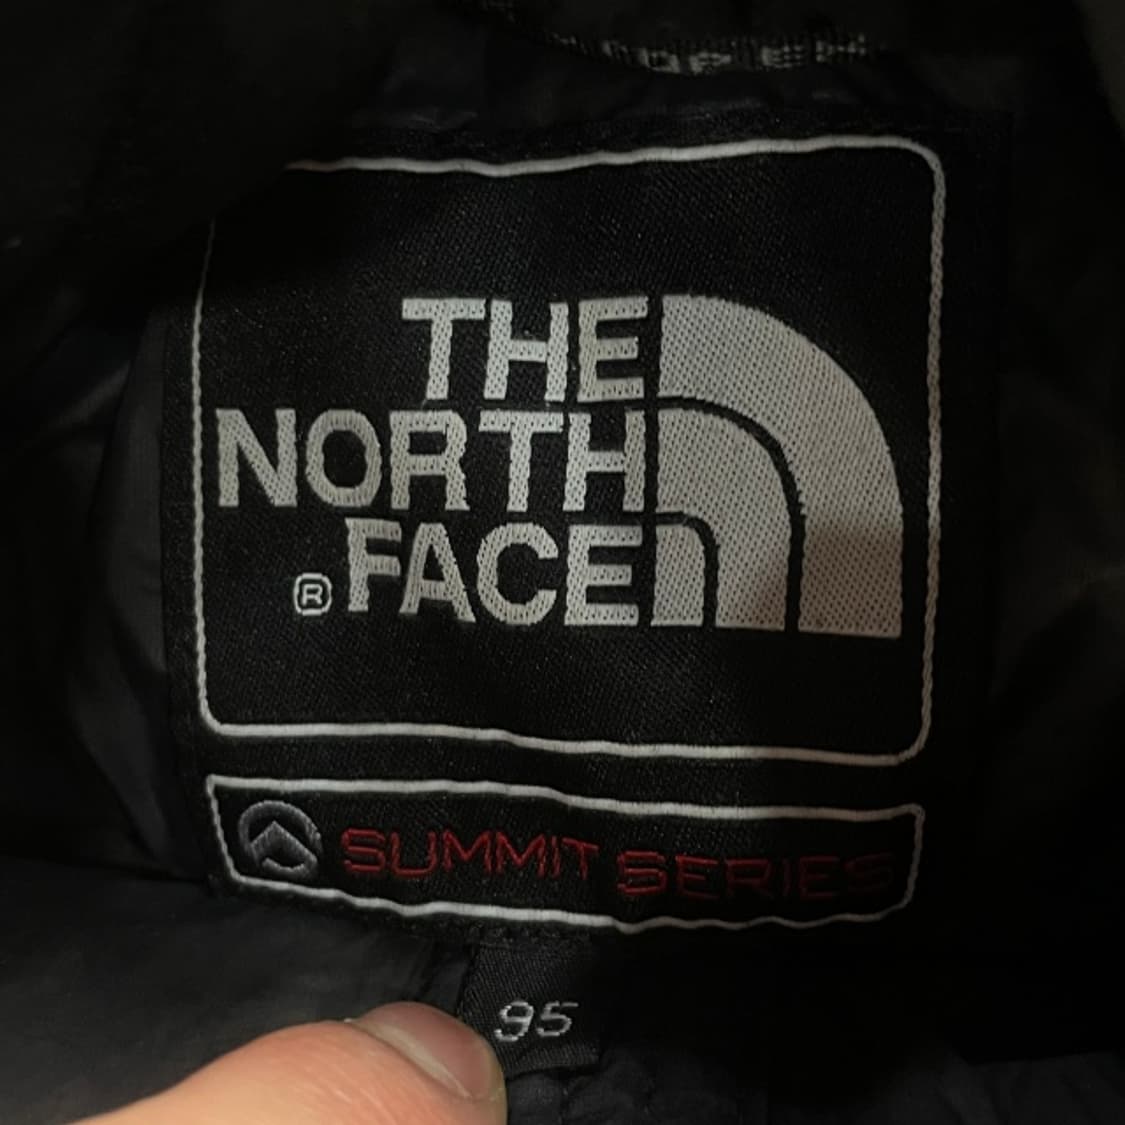 THE
NORTH
® FACE
SUMMIT SERIES
95